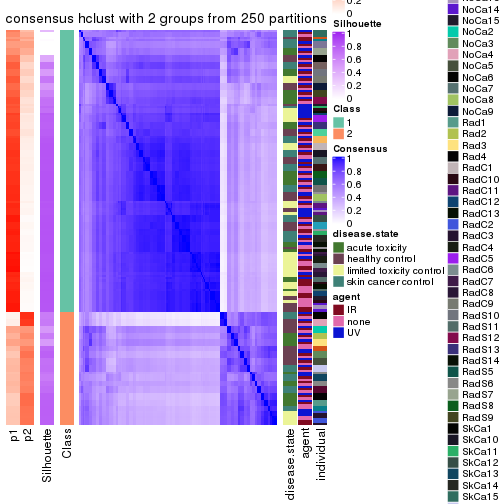 consensus hclust with 2 groups from 250 partitions
p1
p2
Silhouette
Class
disease.state
agent
individual
0.2
0
Silhouette
1
0.8
0.6
0.4
0.2
0
Class
1
2
Consensus
1
0.8
0.6
0.4
0.2
0
disease.state
acute toxicity
healthy control
limited toxicity control
skin cancer control
agent
IR
none
UV
NoCa14
NoCa15
NoCa2
NoCa3
NoCa5
NoCa6
NoCa7
NoCa8
NoCa9
Rad1
Rad2
Rad3
Rad4
RadC1
RadC10
RadC11
RadC12
RadC13
RadC2
RadC3
RadC4
RadC5
RadC6
RadC7
RadC8
RadC9
RadS10
RadS11
RadS12
RadS13
RadS14
RadS5
RadS6
RadS7
RadS8
RadS9
SkCa1
SkCa10
SkCa11
SkCa12
SkCa13
SkCa14
SkCa15